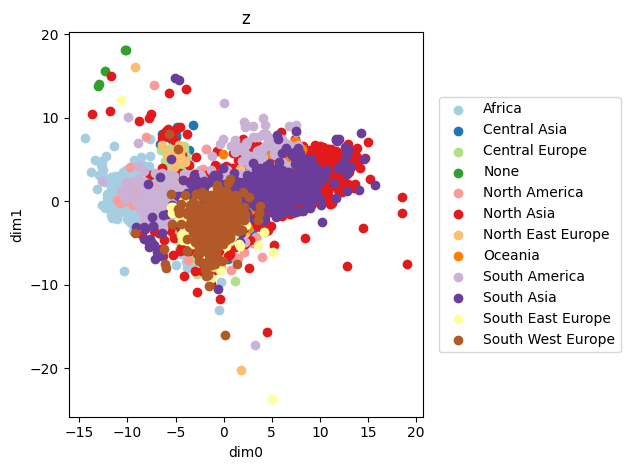 z
20
10
0
−10
−20
dim1
−15
−10
−5
0
5
10
15
20
dim0
Africa
Central Asia
Central Europe
None
North America
North Asia
North East Europe
Oceania
South America
South Asia
South East Europe
South West Europe